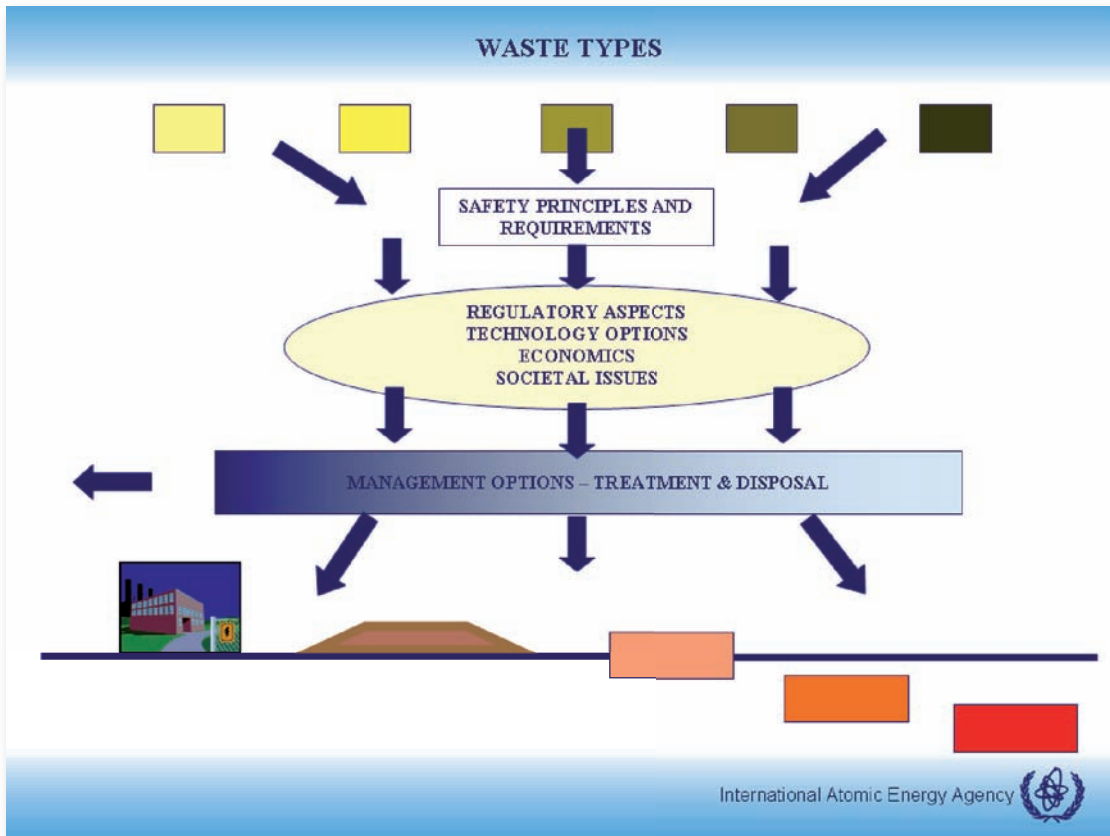 WASTE TYPES
SAFETY PRINCIPLES AND
REQUIREMENTS
REGULATORY ASPECTS
TECHNOLOGY OPTIONS
ECONOMICS
SOCIETAL ISSUES
MANAGEMENT OPTIONS – TREATMENT & DISPOSAL
International Atomic Energy Agency